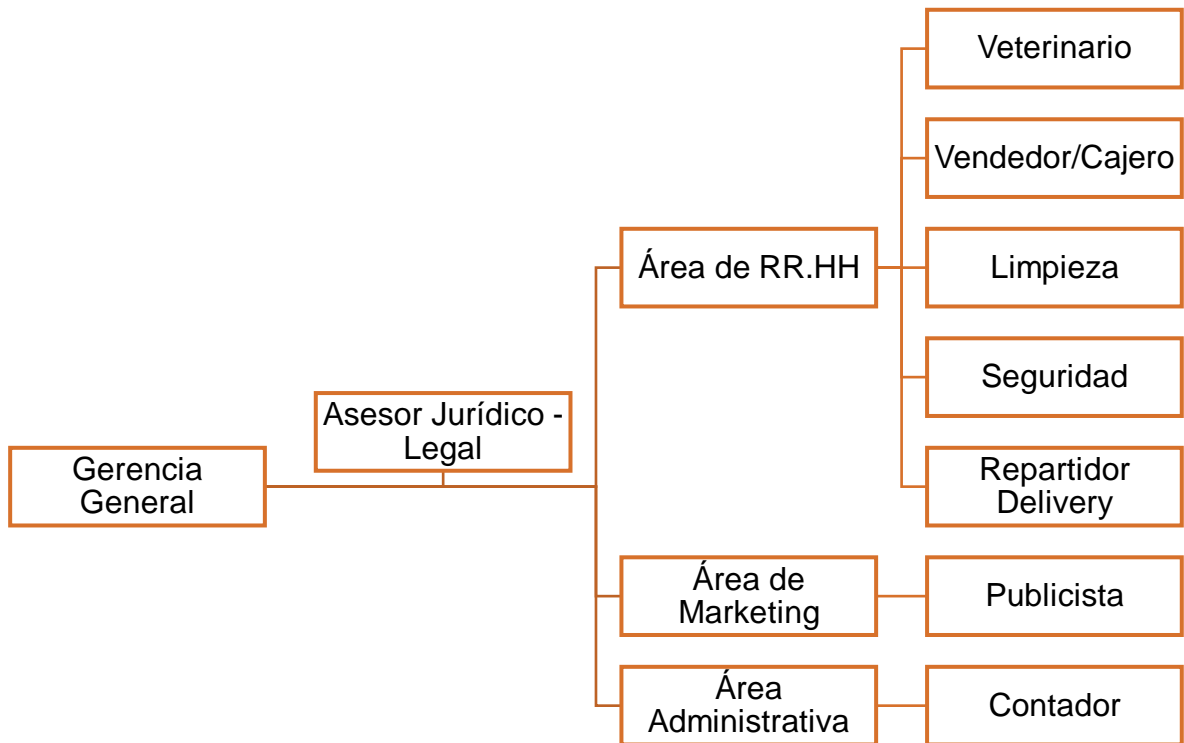 Gerencia
General
Asesor Jurídico -
Legal
Área de RR.HH
Veterinario
Vendedor/Cajero
Limpieza
Seguridad
Repartidor
Delivery
Área de
Marketing
Publicista
Área
Administrativa
Contador